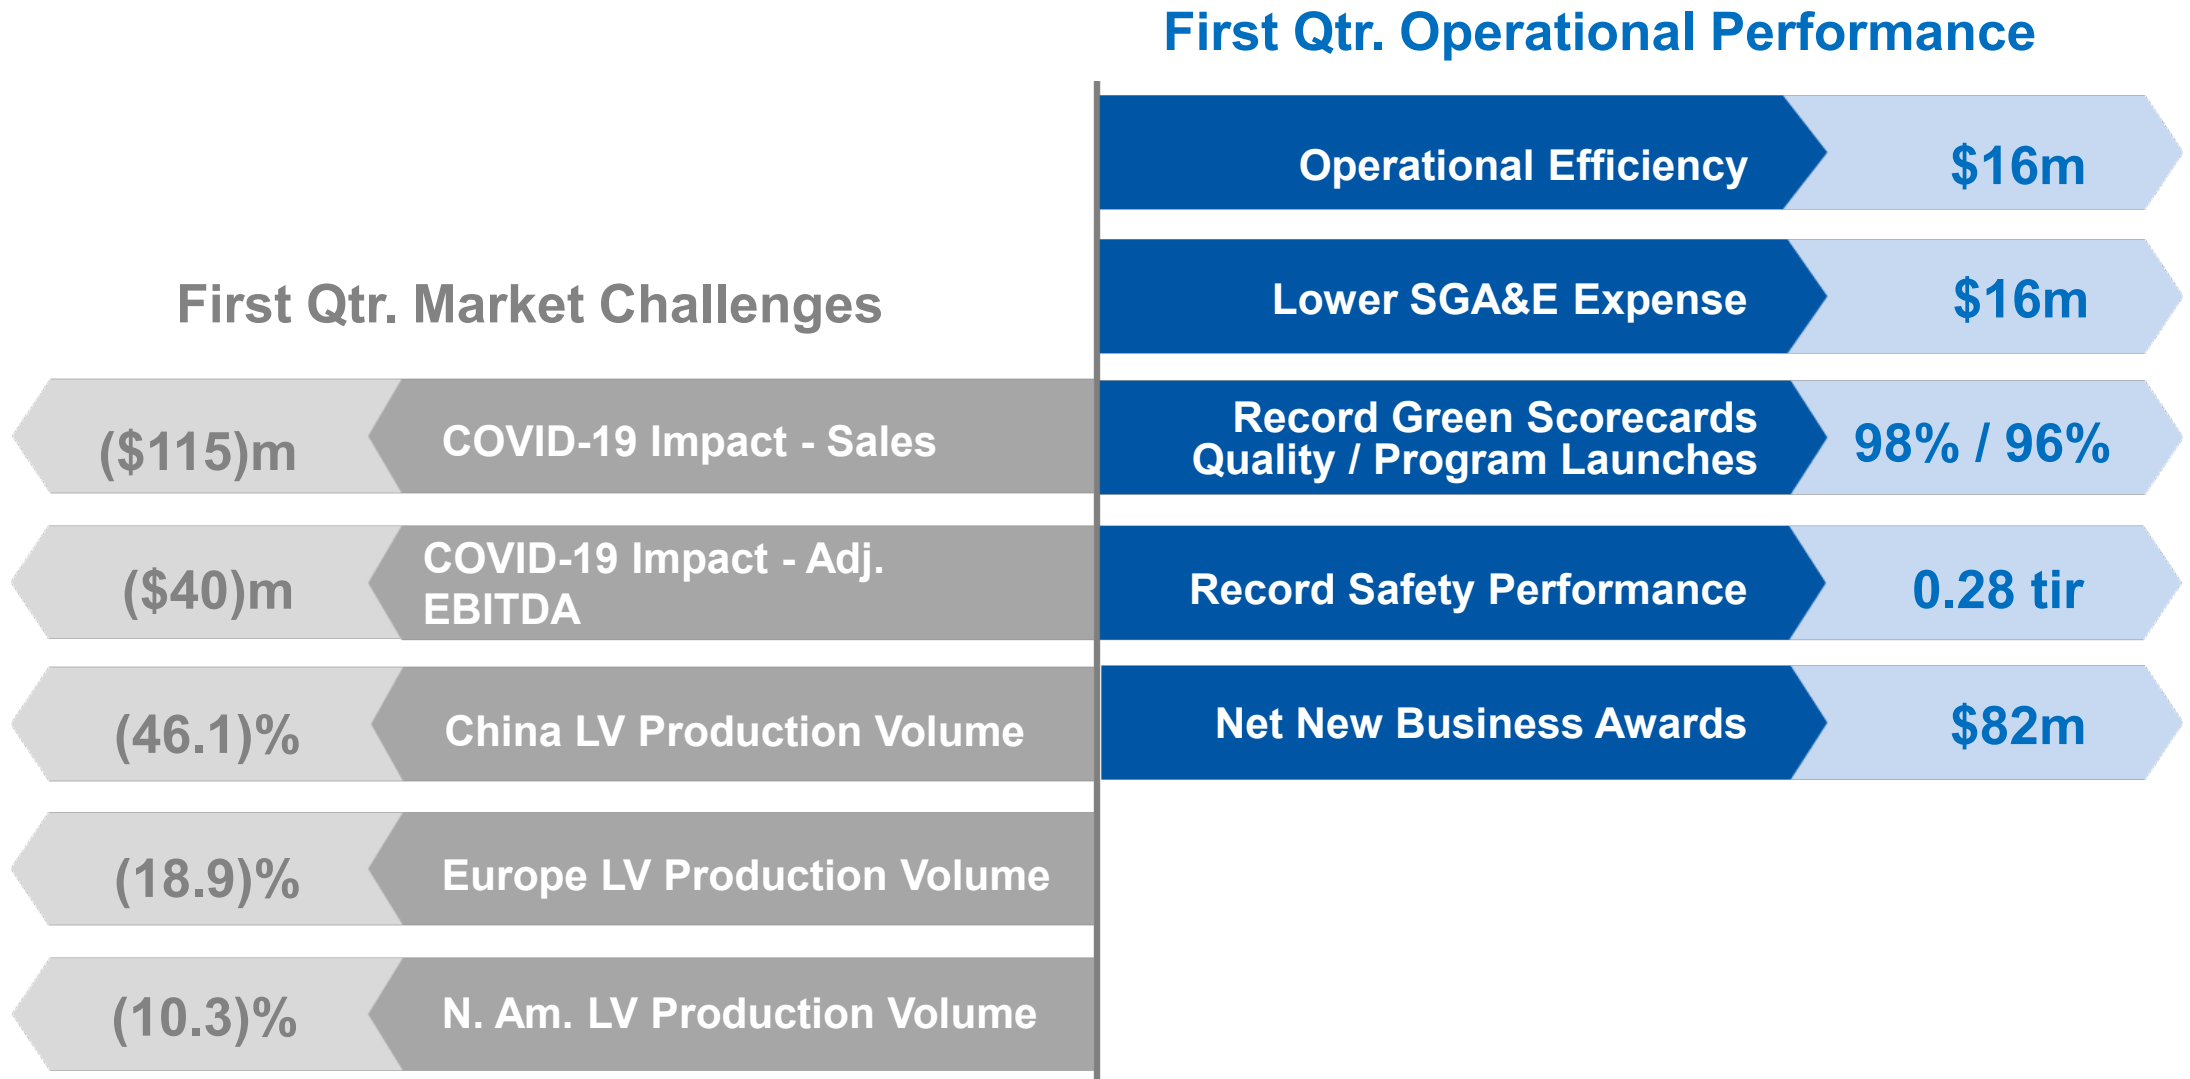 First Qtr. Operational Performance
Operational Efficiency
$16m
Lower SGA&E Expense
$16m
Record Green Scorecards
Quality / Program Launches
98% / 96%
Record Safety Performance
0.28 tir
Net New Business Awards
$82m
First Qtr. Market Challenges
($115)m
COVID-19 Impact - Sales
($40)m
COVID-19 Impact - Adj.
EBITDA
(46.1)%
China LV Production Volume
(18.9)%
Europe LV Production Volume
(10.3)%
N. Am. LV Production Volume